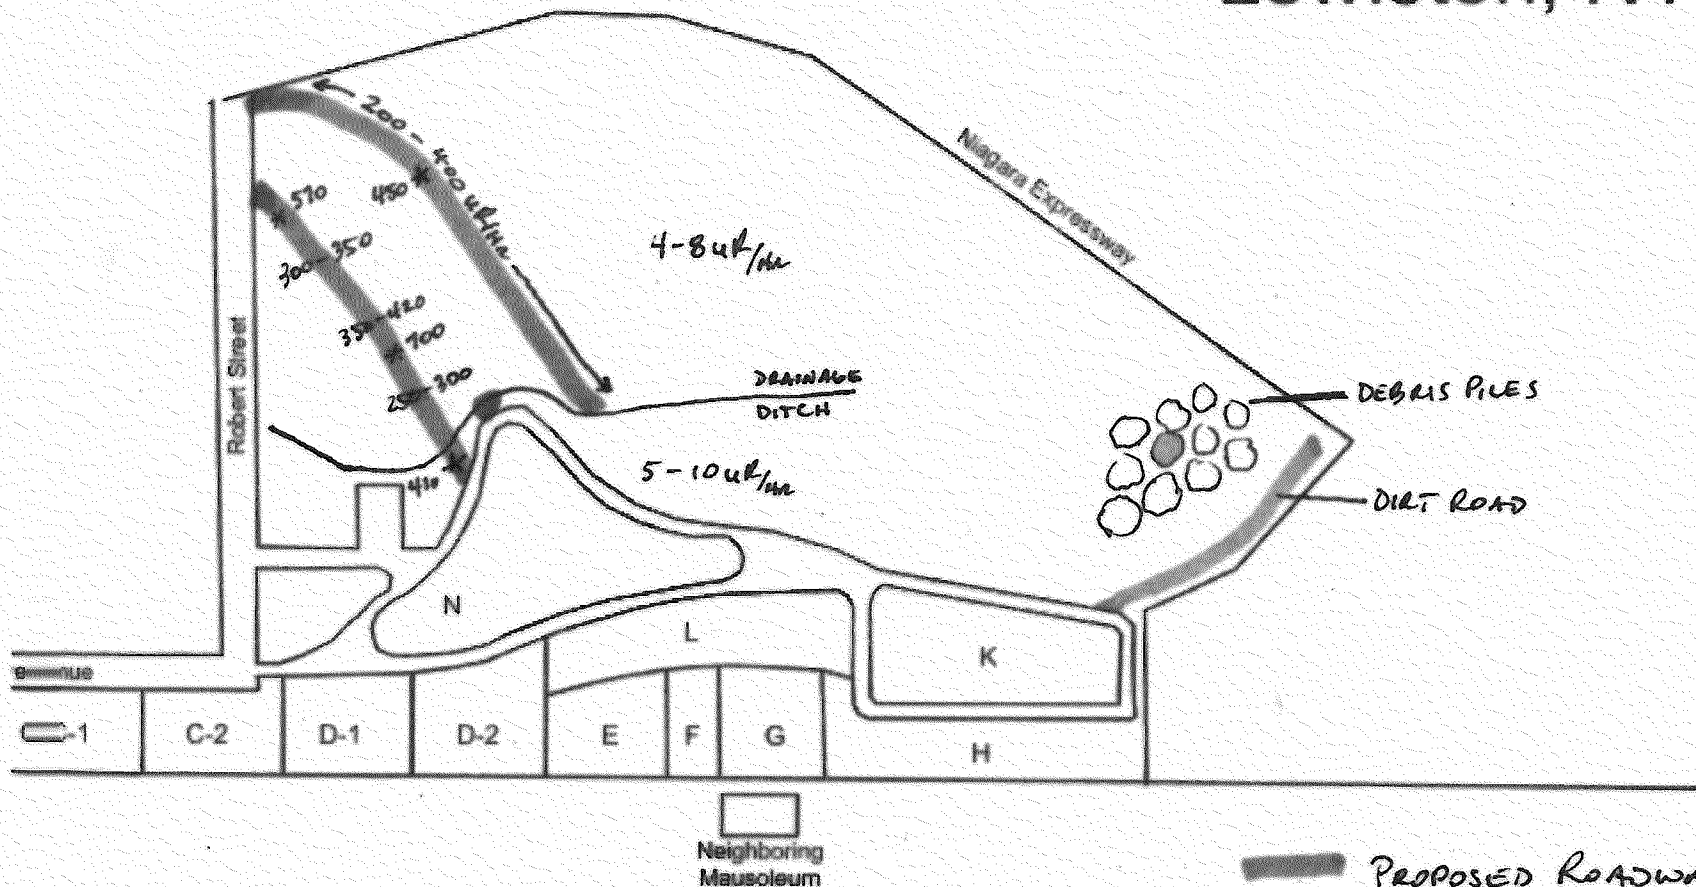 200 - 400 uR/HR
570
450
300 - 350
4-8 uR/HR
Niagara Expressway
350 - 420
700
250 - 300
DRAINAGE
DITCH
DEBRIS PILES
Robert Street
410
5-10 uR/HR
DIRT ROAD
N
L
K
C-2
D-1
D-2
E
F
G
H
Neighboring
Mausoleum
PROPOSED